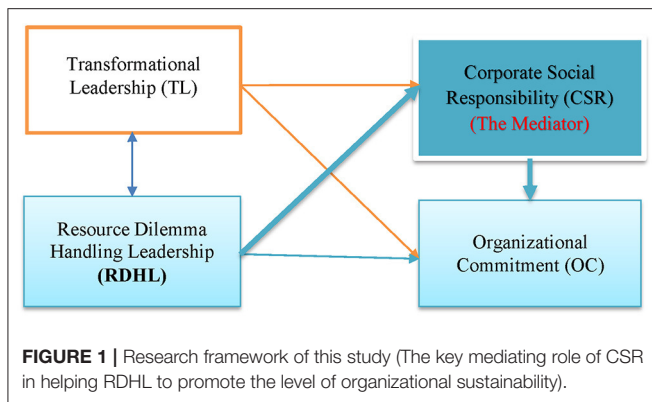 Transformational
Leadership (TL)
Corporate Social
Responsibility (CSR)
(The Mediator)
Resource Dilemma
Handling Leadership
(RDHL)
Organizational
Commitment (OC)
FIGURE 1 | Research framework of this study (The key mediating role of CSR
in helping RDHL to promote the level of organizational sustainability).